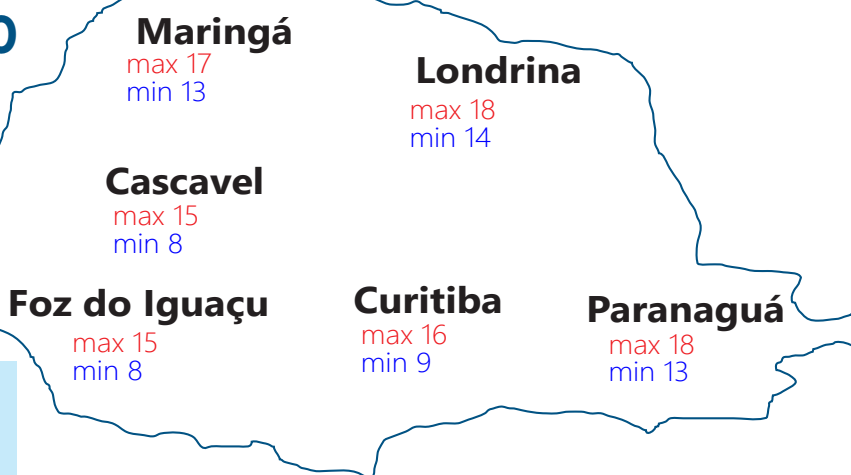 Maringá
max 17
min 13
Londrina
max 18
min 14
Cascavel
max 15
min 8
Foz do Iguaçu
max 15
min 8
Curitiba
max 16
min 9
Paranaguá
max 18
min 13